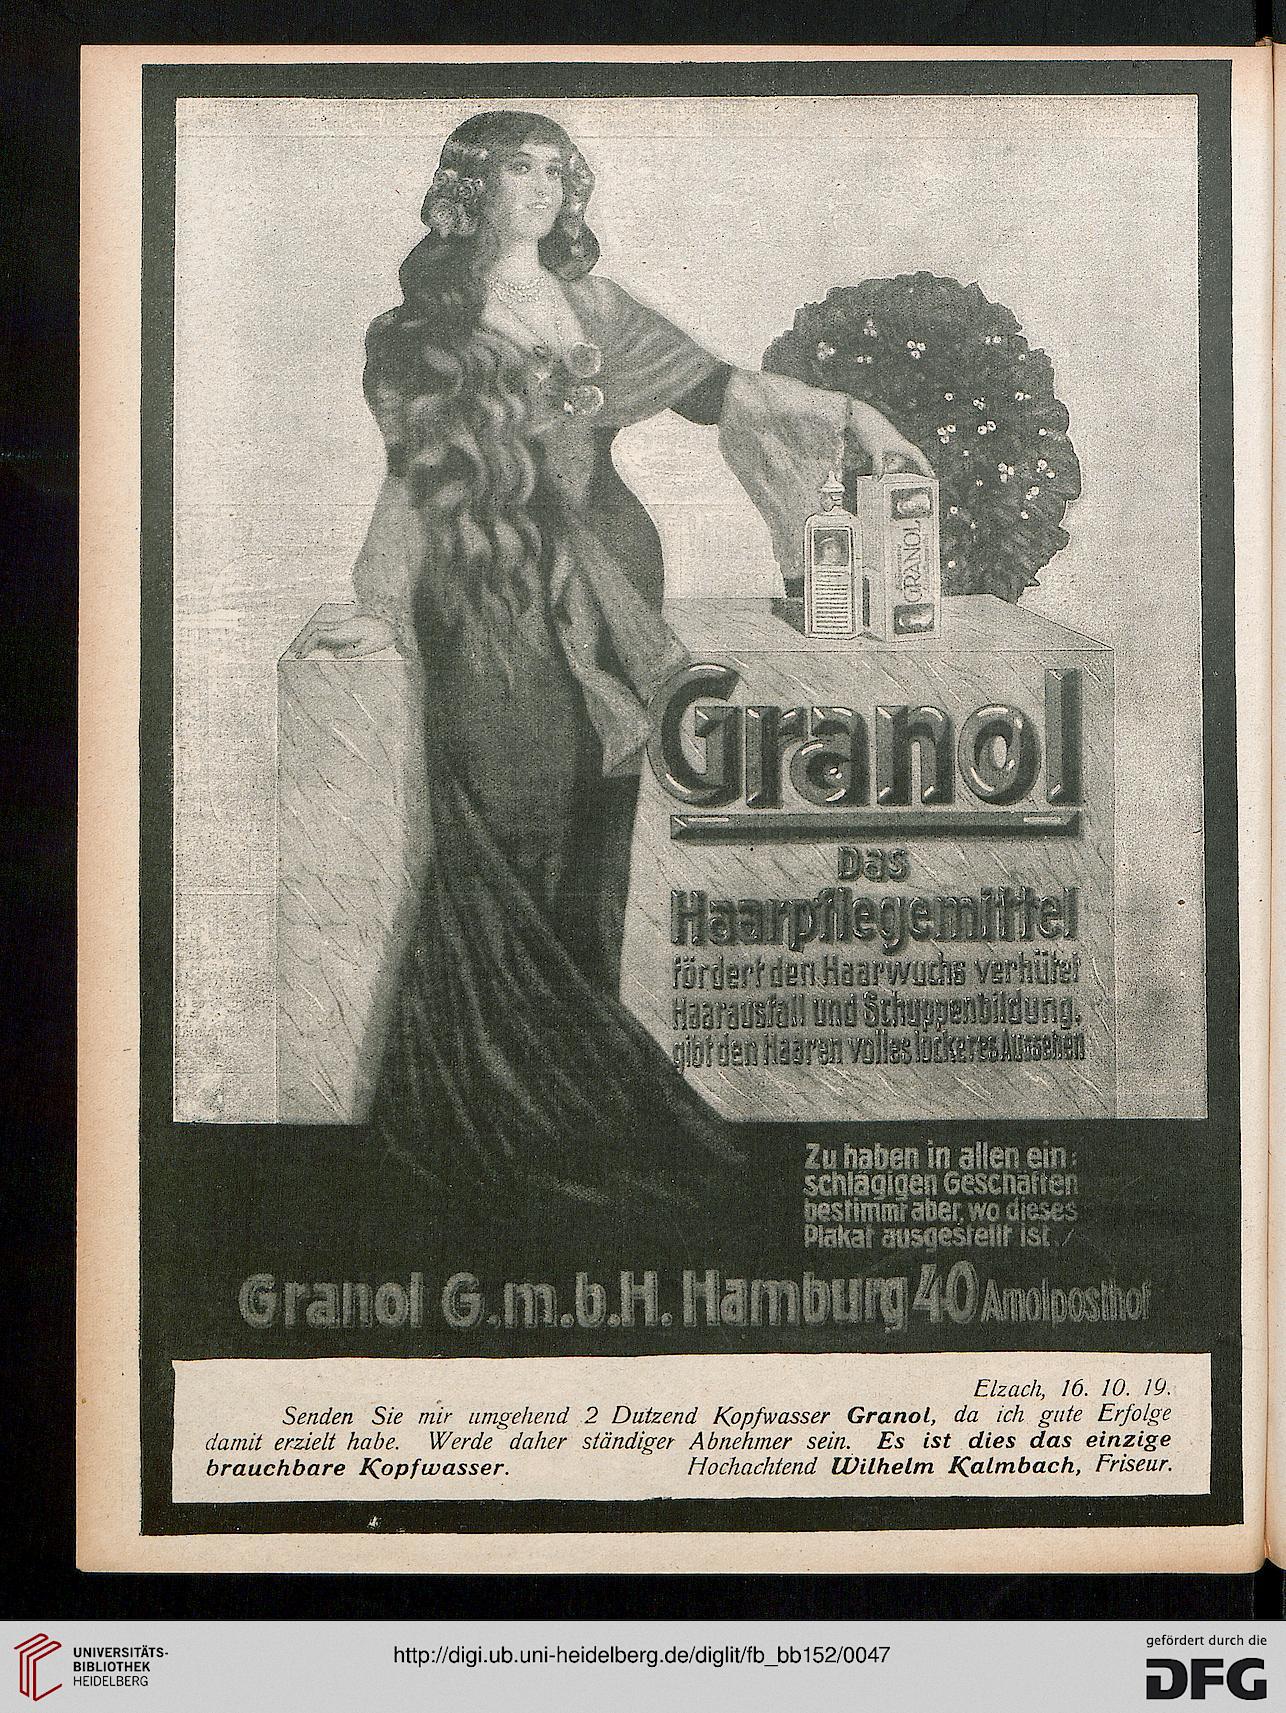 GRANOL
Granol
Das
Haarpflegemittel
fördert den Haarwuchs verhütet
Haarausfall und Schuppenbildung,
gibt den Haaren volles lockeres Aussehen
Zu haben in allen ein:
schlägigen Geschäften
bestimmt aber, wo dieses
Plakat ausgestellt ist.
Granol G.m.b.H. Hamburg 40 Amolposthof
Elzach, 16. 10. 19.
Senden Sie mir umgehend 2 Dutzend Kopfwasser Granol, da ich gute Erfolge
damit erzielt habe. Werde daher ständiger Abnehmer sein. Es ist dies das einzige
brauchbare Kopfwasser. Hochachtend Wilhelm Kalmbach, Friseur.
UNIVERSITÄTS-
BIBLIOTHEK
HEIDELBERG
http://digi.ub.uni-heidelberg.de/diglit/fb_bb152/0047
gefördert durch die
DFG